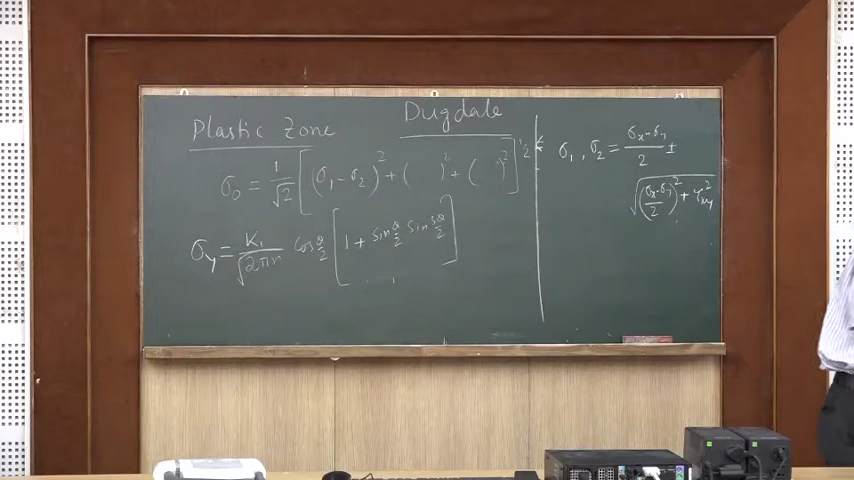 Plastic Zone
Dugdale
σ₀ = 1/√2 [(σ₁ - σ₂)² + ( )² + ( )²]^½
σy = K₁/√2πr cos θ/2 [1 + sin θ/2 sin 3θ/2]
σ₁, σ₂ = σx-σy/2 ±
√(σx-σy/2)² + τ²xy